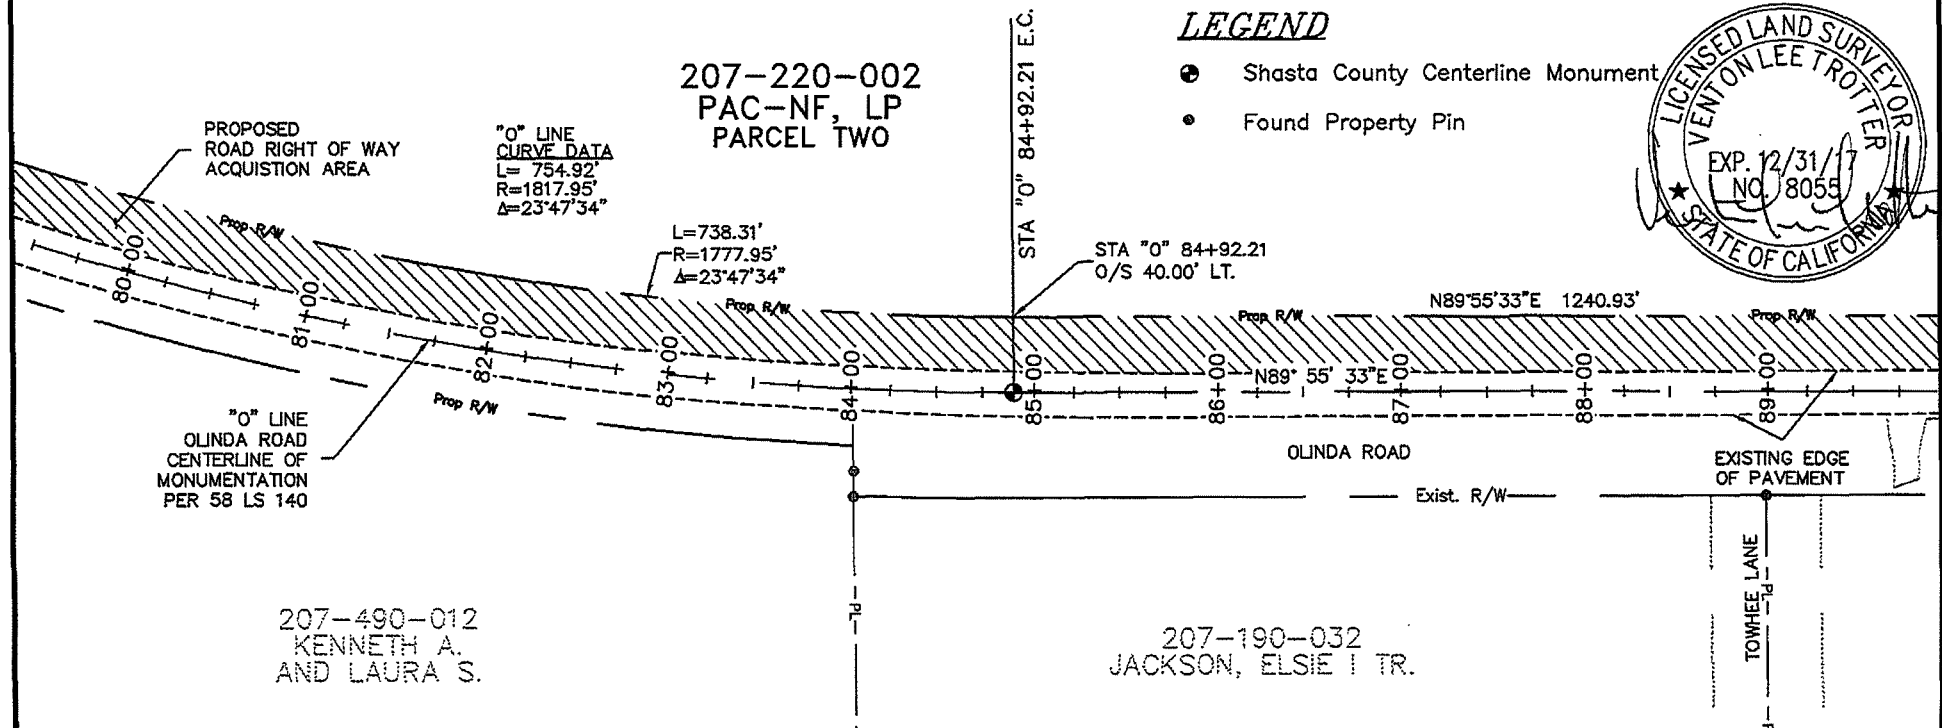 LEGEND
Shasta County Centerline Monument
Found Property Pin
LICENSED LAND SURVEYOR
VENTON LEE TROTTER
EXP. 12/31/17
NO. 8055
STATE OF CALIFORNIA
207-220-002
PAC-NF, LP
PARCEL TWO
STA "O" 84+92.21 E.C.
PROPOSED
ROAD RIGHT OF WAY
ACQUISTION AREA
"O" LINE
CURVE DATA
L= 754.92'
R=1817.95'
Δ=23°47'34"
L=738.31'
R=1777.95'
Δ=23°47'34"
STA "O" 84+92.21
O/S 40.00' LT.
N89°55'33"E 1240.93'
Prop R/W
Prop R/W
Prop R/W
Prop R/W
80+00
81+00
82+00
83+00
84+00
85+00
86+00
N89° 55' 33"E
87+00
88+00
89+00
Prop R/W
"O" LINE
OLINDA ROAD
CENTERLINE OF
MONUMENTATION
PER 58 LS 140
OLINDA ROAD
EXISTING EDGE
OF PAVEMENT
Exist. R/W
PL
TOWHEE LANE
PL
207-490-012
KENNETH A.
AND LAURA S.
207-190-032
JACKSON, ELSIE I TR.